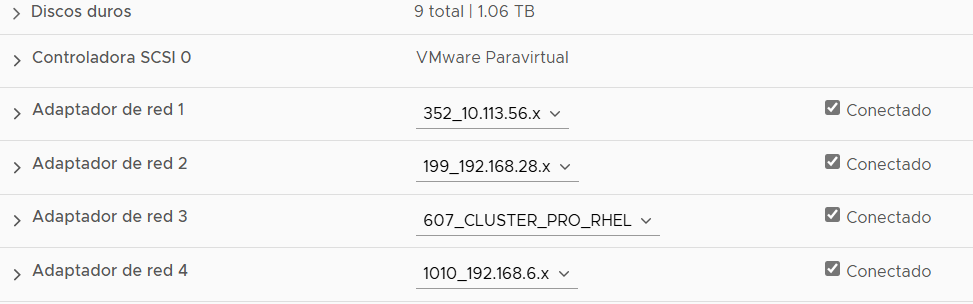 Discos duros 9 total | 1.06 TB
Controladora SCSI 0 VMware Paravirtual
Adaptador de red 1 352_10.113.56.x Conectado
Adaptador de red 2 199_192.168.28.x Conectado
Adaptador de red 3 607_CLUSTER_PRO_RHEL Conectado
Adaptador de red 4 1010_192.168.6.x Conectado